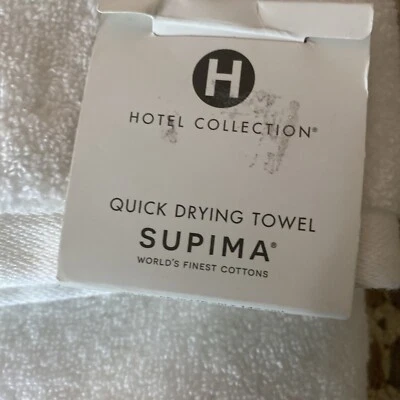 H
HOTEL COLLECTION®
QUICK DRYING TOWEL
SUPIMA®
WORLD'S FINEST COTTONS